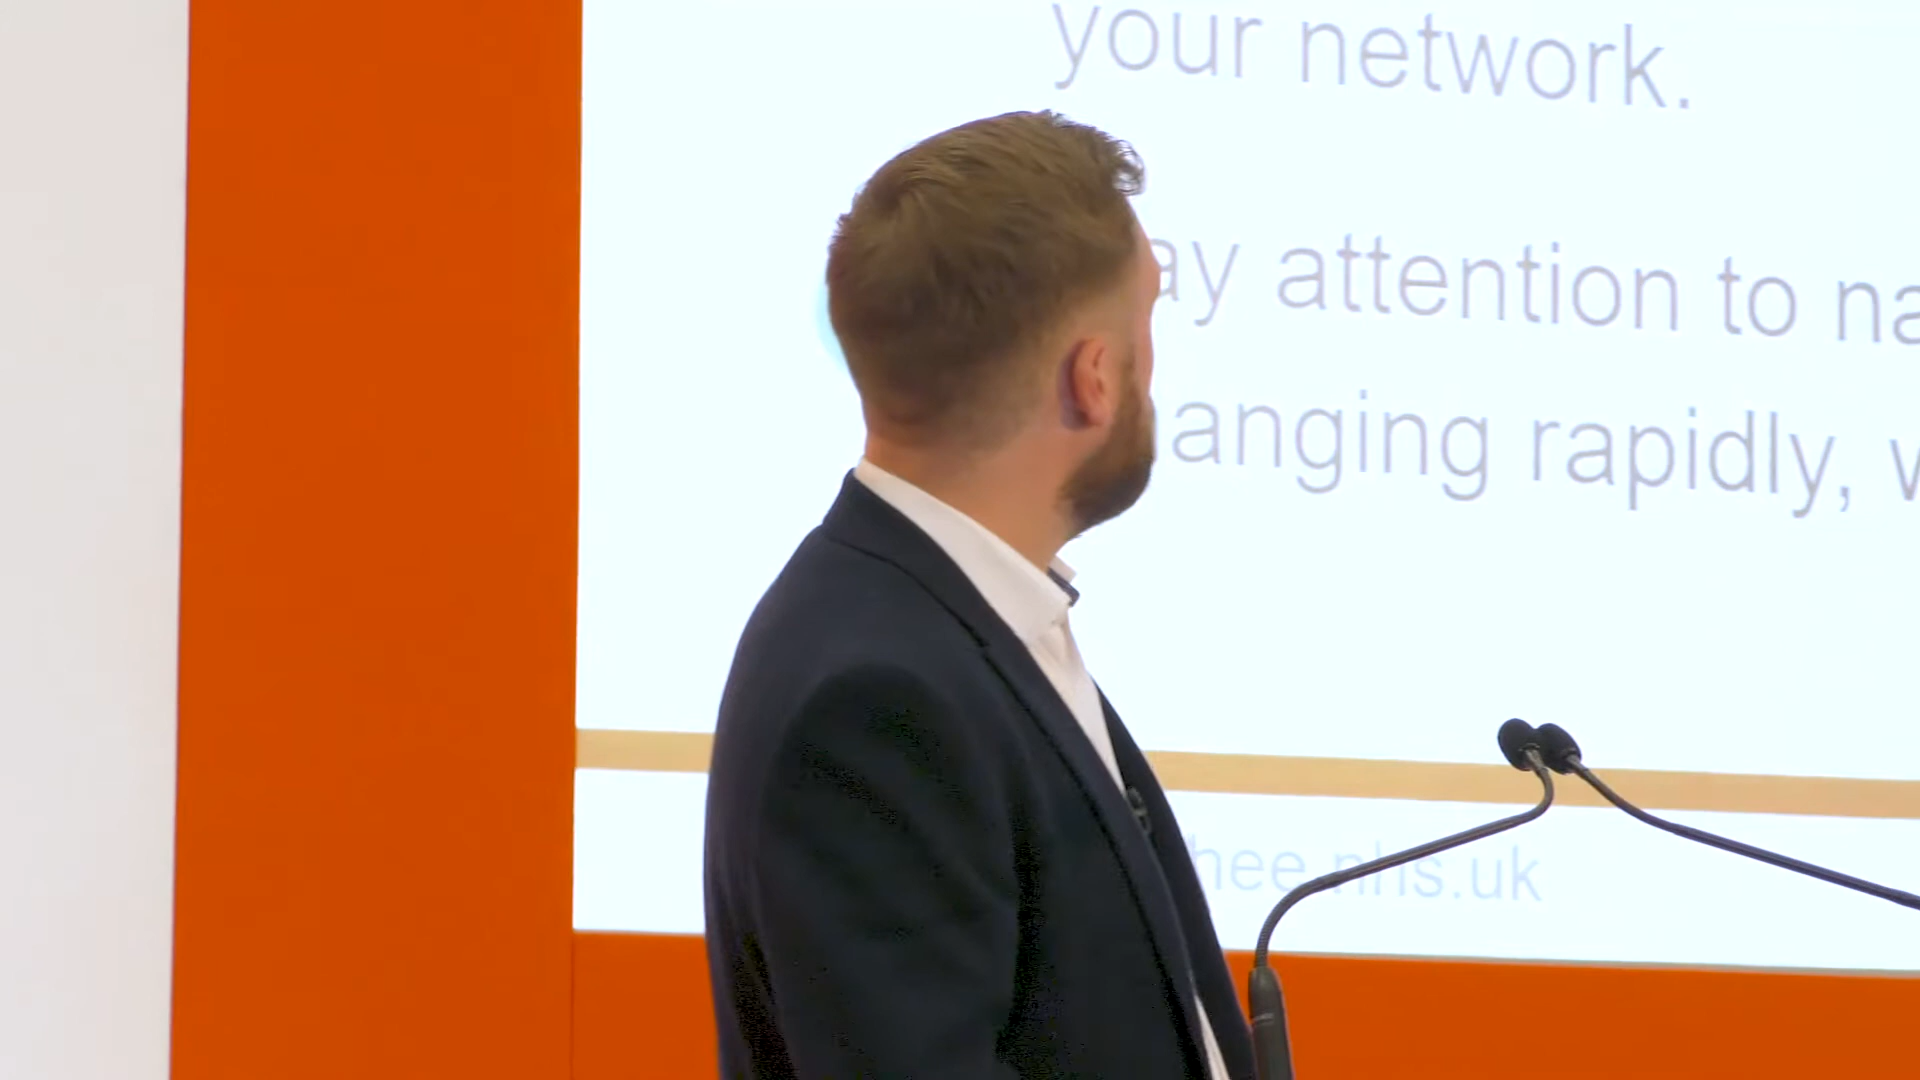 your network.
ay attention to na
anging rapidly, w
hee.nhs.uk